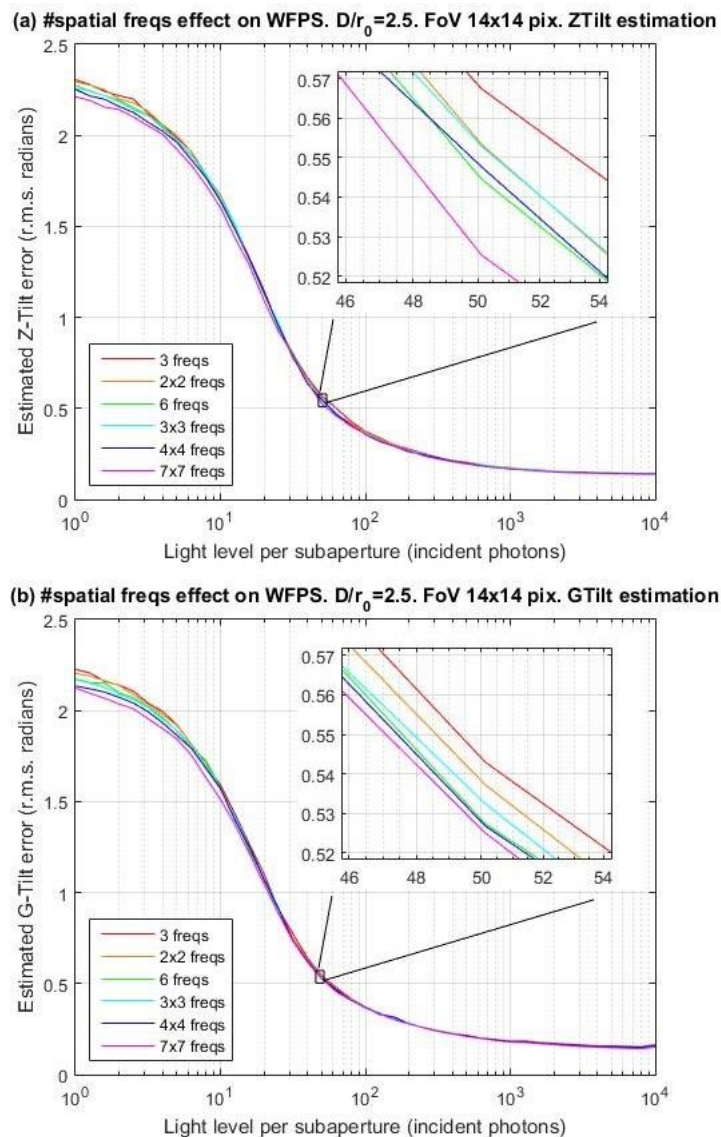 (a) #spatial freqs effect on WFPS. D/r0=2.5. FoV 14x14 pix. ZTilt estimation
Estimated Z-Tilt error (r.m.s. radians)
2.5
2
1.5
1
0.5
0
0.57
0.56
0.55
0.54
0.53
0.52
46 48 50 52 54
3 freqs
2x2 freqs
6 freqs
3x3 freqs
4x4 freqs
7x7 freqs
10^0 10^1 10^2 10^3 10^4
Light level per subaperture (incident photons)
(b) #spatial freqs effect on WFPS. D/r0=2.5. FoV 14x14 pix. GTilt estimation
Estimated G-Tilt error (r.m.s. radians)
2.5
2
1.5
1
0.5
0
0.57
0.56
0.55
0.54
0.53
0.52
46 48 50 52 54
3 freqs
2x2 freqs
6 freqs
3x3 freqs
4x4 freqs
7x7 freqs
10^0 10^1 10^2 10^3 10^4
Light level per subaperture (incident photons)